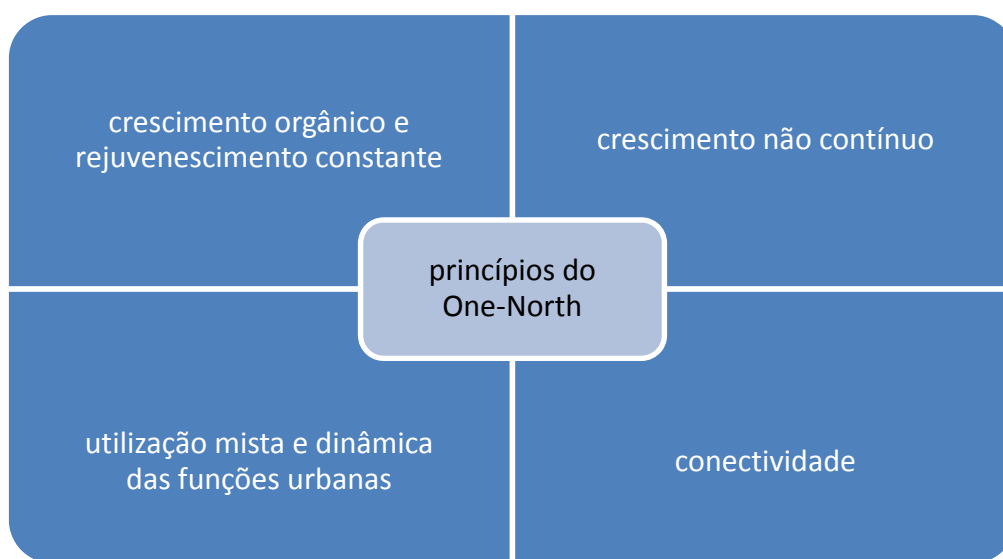 crescimento orgânico e
rejuvenescimento constante
crescimento não contínuo
princípios do
One-North
utilização mista e dinâmica
das funções urbanas
conectividade